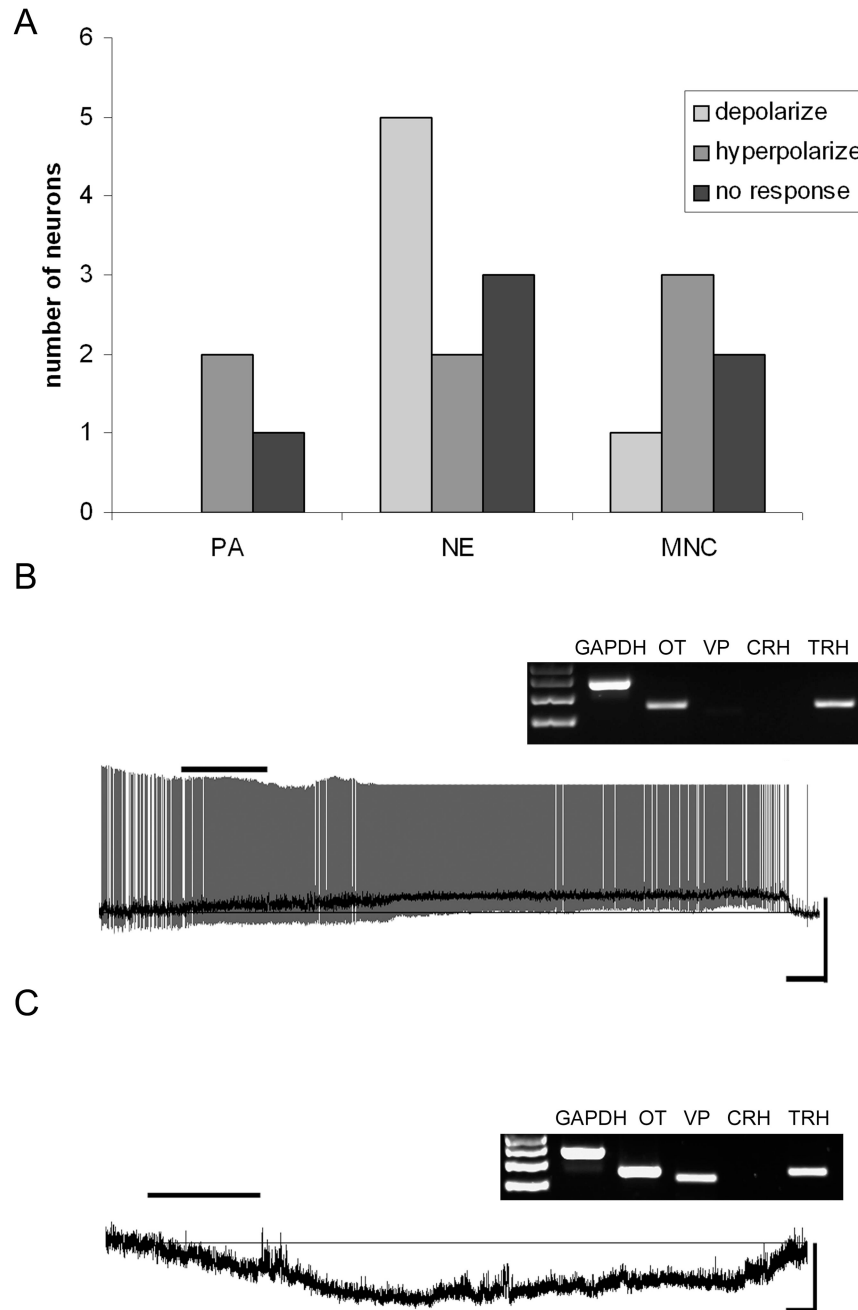 A
6
5
4
3
2
1
0
number of neurons
depolarize
hyperpolarize
no response
PA NE MNC
B
GAPDH OT VP CRH TRH
C
GAPDH OT VP CRH TRH